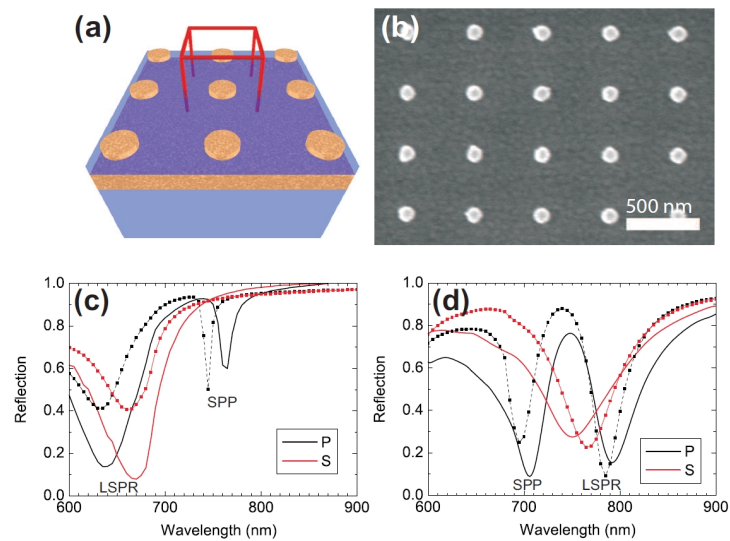 (a)
(b)
500 nm
(c)
1.0
0.8
0.6
0.4
0.2
0.0
Reflection
SPP
LSPR
P
S
600
700
800
900
Wavelength (nm)
(d)
1.0
0.8
0.6
0.4
0.2
0.0
Reflection
SPP
LSPR
P
S
600
700
800
900
Wavelength (nm)